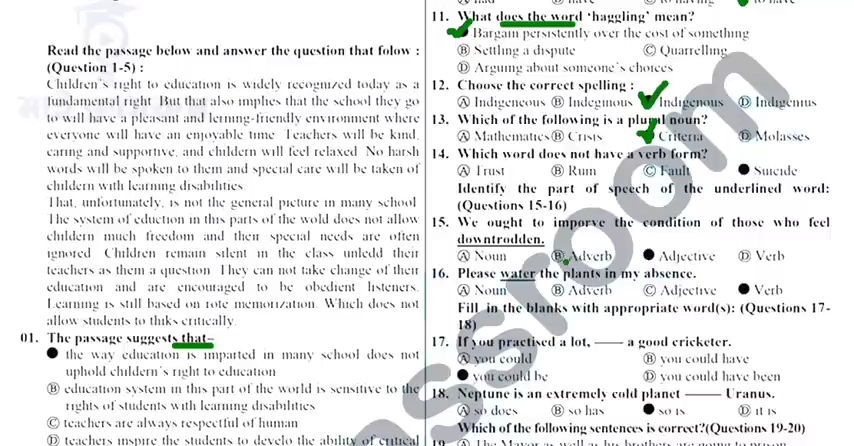 Read the passage below and answer the question that folow :
(Question 1-5) :
Children's right to education is widely recognized today as a
fundamental right. But that also implies that the school they go
to will have a pleasant and lerning-friendly environment where
everyone will have an enjoyable time. Teachers will be kind,
caring and supportive, and childern will feel relaxed. No harsh
words will be spoken to them and special care will be taken of
childern with learning disabilities.
That, unfortunately, is not the general picture in many school.
The system of eduction in this parts of the wold does not allow
childern much freedom and their special needs are often
ignored. Children remain silent in the class unledd their
teachers as them a question. They can not take change of their
education and are encouraged to be obedient listeners.
Learning is still based on rote memorization. Which does not
allow students to thiks critically.
01. The passage suggests that–
the way education is imparted in many school does not
uphold childern's right to education
Ⓑ education system in this part of the world is sensitive to the
rights of students with learning disabilities
Ⓒ teachers are always respectful of human
Ⓓ teachers inspire the students to develo the ability of critical
11. What does the word 'haggling' mean?
Bargain persistently over the cost of something
Ⓑ Settling a dispute Ⓒ Quarrelling
Ⓓ Arguing about someone's choices
12. Choose the correct spelling :
Ⓐ Indigeneous Ⓑ Indeginous Indigenous Ⓓ Indigenius
13. Which of the following is a plural noun?
Ⓐ Mathematics Ⓑ Crisis Criteria Ⓓ Molasses
14. Which word does not have a verb form?
Ⓐ Trust Ⓑ Ruin Ⓒ Fault ● Suicide
Identify the part of speech of the underlined word:
(Questions 15-16)
15. We ought to imporve the condition of those who feel
downtrodden.
Ⓐ Noun Ⓑ Adverb ● Adjective Ⓓ Verb
16. Please water the plants in my absence.
Ⓐ Noun Ⓑ Adverb Ⓒ Adjective ● Verb
Fill in the blanks with appropriate word(s): (Questions 17-
18)
17. If you practised a lot, —— a good cricketer.
Ⓐ you could Ⓑ you could have
● you could be Ⓓ you could have been
18. Neptune is an extremely cold planet —— Uranus.
Ⓐ so does Ⓑ so has ● so is Ⓓ it is
Which of the following sentences is correct?(Questions 19-20)